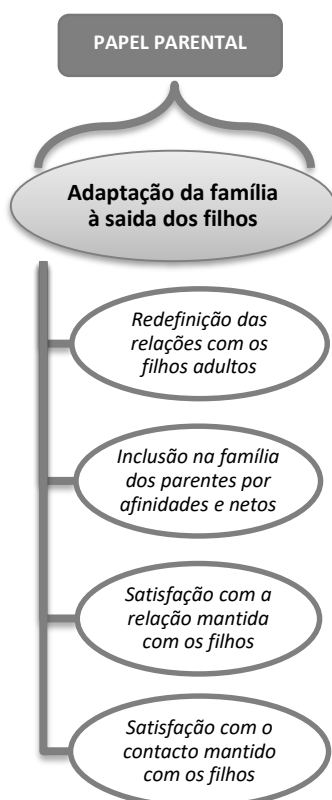 PAPEL PARENTAL
Adaptação da família
à saida dos filhos
Redefinição das
relações com os
filhos adultos
Inclusão na família
dos parentes por
afinidades e netos
Satisfação com a
relação mantida
com os filhos
Satisfação com o
contacto mantido
com os filhos